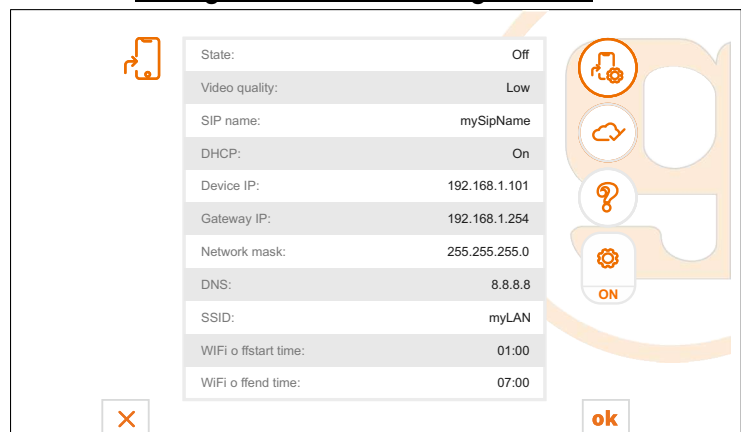 State: Off
Video quality: Low
SIP name: mySipName
DHCP: On
Device IP: 192.168.1.101
Gateway IP: 192.168.1.254
Network mask: 255.255.255.0
DNS: 8.8.8.8
SSID: myLAN
WIFi o ffstart time: 01:00
WiFi o ffend time: 07:00
ON
ok